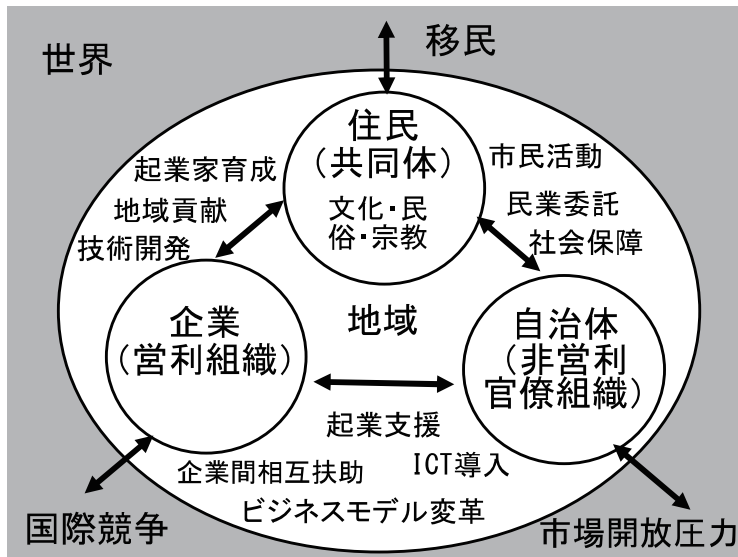 世界
移民
住民
（共同体）
文化・民
俗・宗教
起業家育成
地域貢献
技術開発
市民活動
民業委託
社会保障
企業
（営利組織）
地域
自治体
（非営利
官僚組織）
起業支援
企業間相互扶助
ICT導入
ビジネスモデル変革
国際競争
市場開放圧力